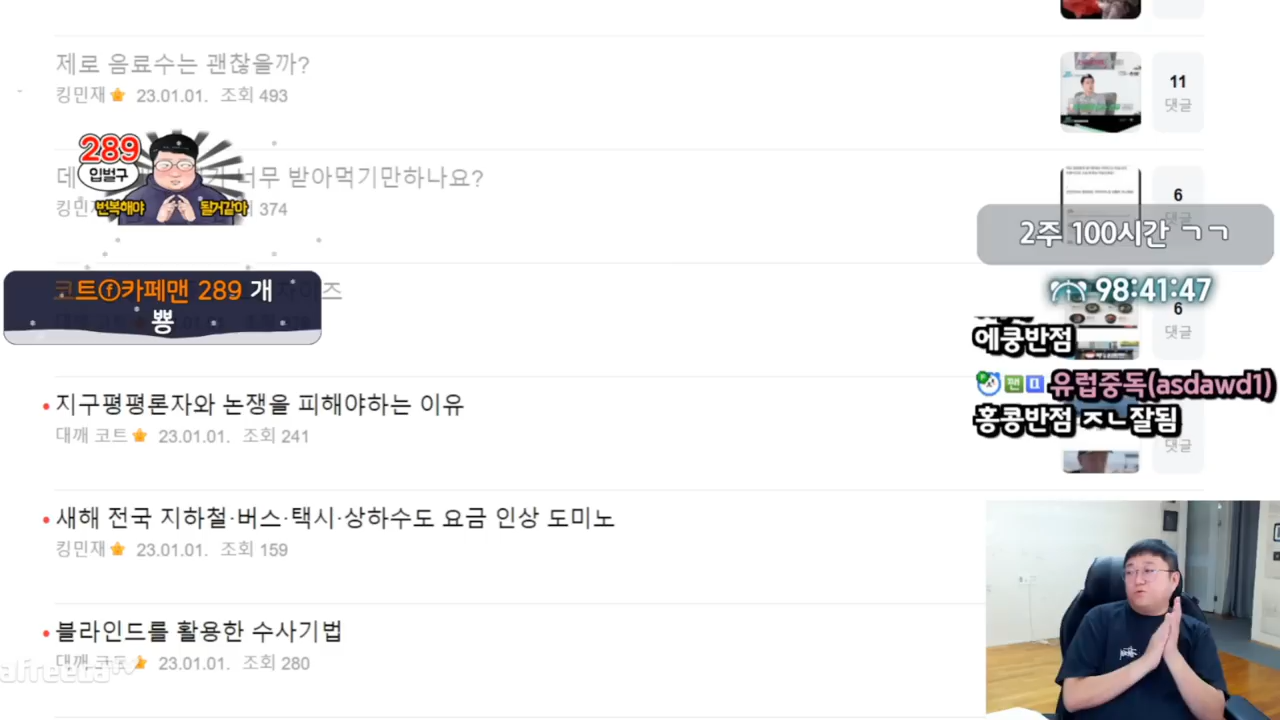 제로 음료수는 괜찮을까?
킹민재 23.01.01. 조회 493
11
댓글
289
입벌구
번복해야 될거같아
데
너무 받아먹기만하나요?
374
6
2주 100시간 ㄱㄱ
98:41:47
코트ⓕ카페맨 289 개
뿅
6
댓글
에쿵반점
팬
유럽중독(asdawd1)
홍콩반점 ㅈㄴ잘됨
댓글
지구평평론자와 논쟁을 피해야하는 이유
대깨 코트 23.01.01. 조회 241
새해 전국 지하철·버스·택시·상하수도 요금 인상 도미노
킹민재 23.01.01. 조회 159
블라인드를 활용한 수사기법
대깨 코트 23.01.01. 조회 280
afreecaTV